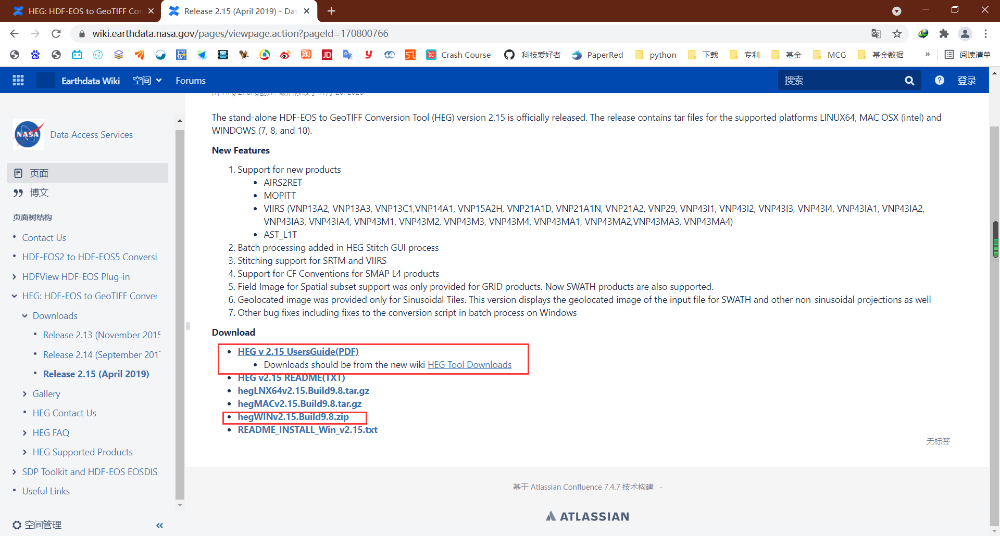 HEG: HDF-EOS to GeoTIFF Con
Release 2.15 (April 2019) - Dat
wiki.earthdata.nasa.gov/pages/viewpage.action?pageId=170800766
Crash Course
科技爱好者
PaperRed
python
下载
专利
基金
MCG
基金数据
»
阅读清单
Earthdata Wiki
空间
Forums
搜索
登录
NASA
Data Access Services
页面
博文
页面树结构
Contact Us
HDF-EOS2 to HDF-EOS5 Conversi
HDFView HDF-EOS Plug-in
HEG: HDF-EOS to GeoTIFF Conver
Downloads
Release 2.13 (November 2015
Release 2.14 (September 2017
Release 2.15 (April 2019)
Gallery
HEG Contact Us
HEG FAQ
HEG Supported Products
SDP Toolkit and HDF-EOS EOSDIS
Useful Links
空间管理
«
The stand-alone HDF-EOS to GeoTIFF Conversion Tool (HEG) version 2.15 is officially released. The release contains tar files for the supported platforms LINUX64, MAC OSX (intel) and
WINDOWS (7, 8, and 10).
New Features
1. Support for new products
• AIRS2RET
• MOPITT
• VIIRS (VNP13A2, VNP13A3, VNP13C1,VNP14A1, VNP15A2H, VNP21A1D, VNP21A1N, VNP21A2, VNP29, VNP43I1, VNP43I2, VNP43I3, VNP43I4, VNP43IA1, VNP43IA2,
VNP43IA3, VNP43IA4, VNP43M1, VNP43M2, VNP43M3, VNP43M4, VNP43MA1, VNP43MA2,VNP43MA3, VNP43MA4)
• AST_L1T
2. Batch processing added in HEG Stitch GUI process
3. Stitching support for SRTM and VIIRS
4. Support for CF Conventions for SMAP L4 products
5. Field Image for Spatial subset support was only provided for GRID products. Now SWATH products are also supported.
6. Geolocated image was provided only for Sinusoidal Tiles. This version displays the geolocated image of the input file for SWATH and other non-sinusoidal projections as well
7. Other bug fixes including fixes to the conversion script in batch process on Windows
Download
• HEG v 2.15 UsersGuide(PDF)
• Downloads should be from the new wiki HEG Tool Downloads
• HEG v2.15 README(TXT)
• hegLNX64v2.15.Build9.8.tar.gz
• hegMACv2.15.Build9.8.tar.gz
• hegWINv2.15.Build9.8.zip
• README_INSTALL_Win_v2.15.txt
无标签
基于 Atlassian Confluence 7.4.7 技术构建 ·
ATLASSIAN